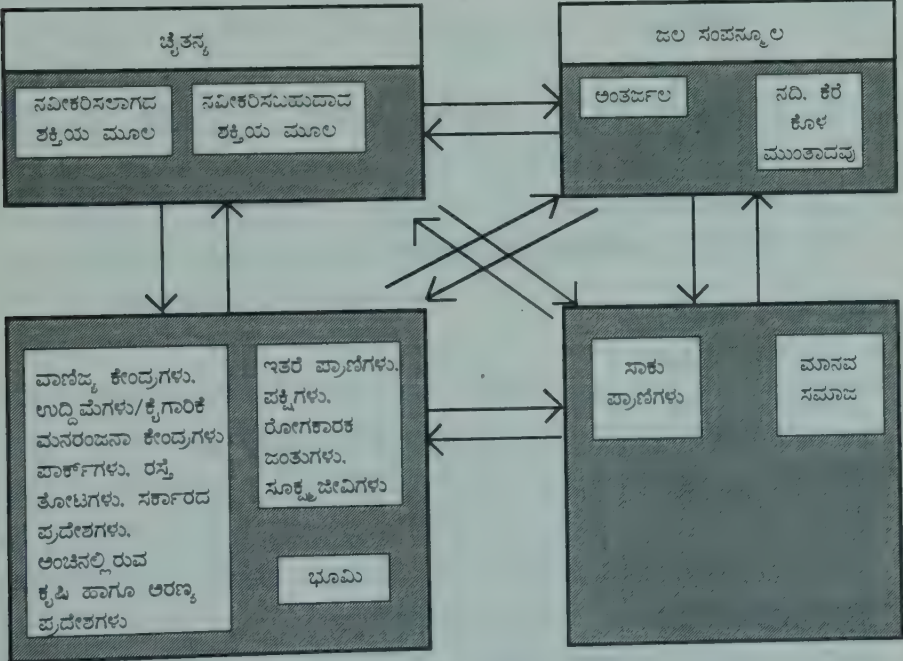 ಚೈತನ್ಯ
ನವೀಕರಿಸಲಾಗದ
ಶಕ್ತಿಯ ಮೂಲ
ನವೀಕರಿಸಬಹುದಾದ
ಶಕ್ತಿಯ ಮೂಲ
ಜಲ ಸಂಪನ್ಮೂಲ
ಅಂತರ್ಜಲ
ನದಿ. ಕೆರೆ
ಕೊಳ
ಮುಂತಾದವು
ವಾಣಿಜ್ಯ ಕೇಂದ್ರಗಳು.
ಉದ್ದಿಮೆಗಳು/ಕೈಗಾರಿಕೆ
ಮನರಂಜನಾ ಕೇಂದ್ರಗಳು
ಪಾರ್ಕ್‌ಗಳು. ರಸ್ತೆ
ತೋಟಗಳು. ಸರ್ಕಾರದ
ಪ್ರದೇಶಗಳು.
ಅಂಚಿನಲ್ಲಿರುವ
ಕೃಷಿ ಹಾಗೂ ಅರಣ್ಯ
ಪ್ರದೇಶಗಳು
ಇತರೆ ಪ್ರಾಣಿಗಳು.
ಪಕ್ಷಿಗಳು.
ರೋಗಕಾರಕ
ಜಂತುಗಳು.
ಸೂಕ್ಷ್ಮಜೀವಿಗಳು
ಭೂಮಿ
ಸಾಕು
ಪ್ರಾಣಿಗಳು
ಮಾನವ
ಸಮಾಜ